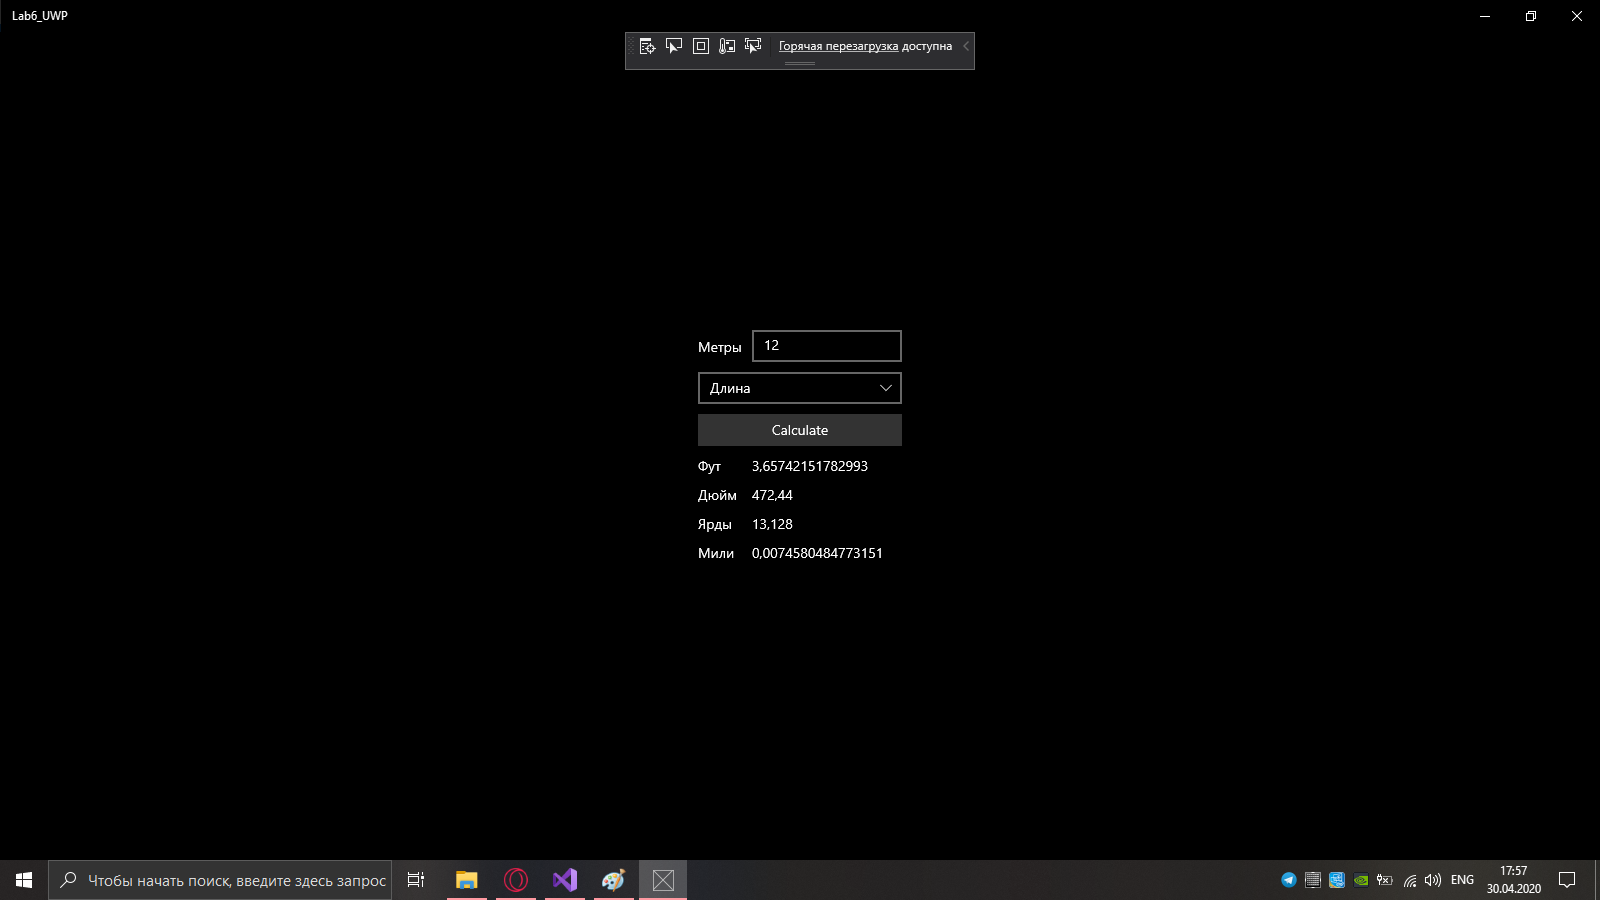 Lab6_UWP
Горячая перезагрузка доступна
Метры 12
Длина
Calculate
Фут 3,65742151782993
Дюйм 472,44
Ярды 13,128
Мили 0,0074580484773151
Чтобы начать поиск, введите здесь запрос
ENG
17:57
30.04.2020